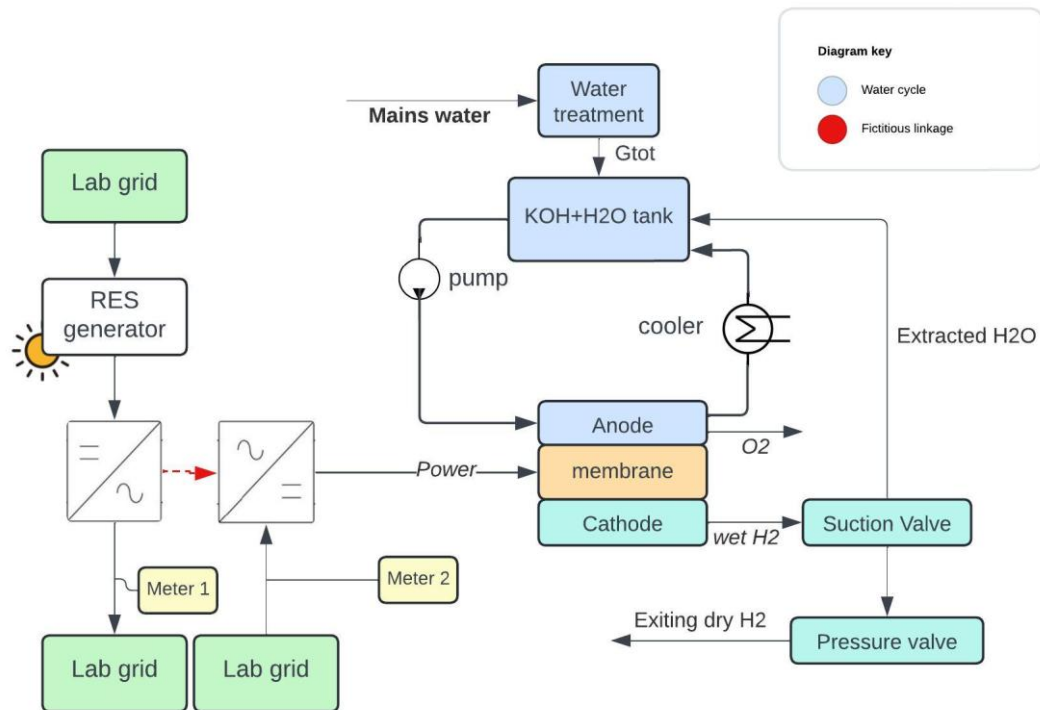 Diagram key
Water cycle
Fictitious linkage
Water
treatment
Mains water
Gtot
Lab grid
KOH+H2O tank
pump
RES
generator
cooler
Extracted H2O
Anode
O2
Power
membrane
Cathode
wet H2
Suction Valve
Meter 1
Meter 2
Exiting dry H2
Pressure valve
Lab grid
Lab grid